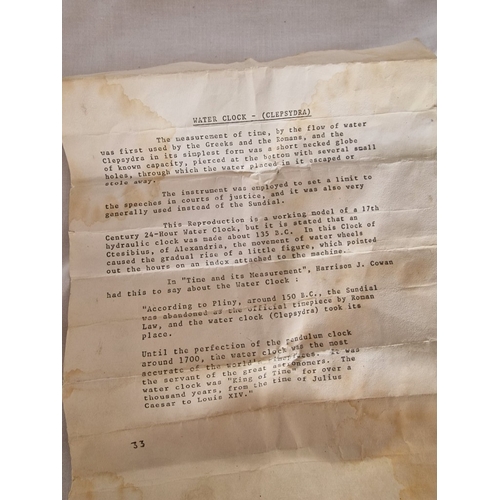 WATER CLOCK - (CLEPSYDRA)
The measurement of time, by the flow of water
was first used by the Greeks and the Romans, and the
Clepsydra in its simplest form was a short necked globe
of known capacity, pierced at the bottom with several small
holes, through which the water placed in it escaped or
stole away.
The instrument was employed to set a limit to
the speeches in courts of justice, and it was also very
generally used instead of the Sundial.
This Reproduction is a working model of a 17th
Century 24-Hour Water Clock, but it is stated that an
hydraulic clock was made about 135 B.C. In this Clock of
Ctesibius, of Alexandria, the movement of water wheels
caused the gradual rise of a little figure, which pointed
out the hours on an index attached to the machine.
In "Time and its Measurement", Harrison J. Cowan
had this to say about the Water Clock :
"According to Pliny, around 150 B.C., the Sundial
was abandoned as the official timepiece by Roman
Law, and the water clock (Clepsydra) took its
place.
Until the perfection of the pendulum clock
around 1700, the water clock was the most
accurate of the world's timepieces. It was
the servant of the great astronomers. The
water clock was "King of Time" for over a
thousand years, from the time of Julius
Caesar to Louis XIV."
33